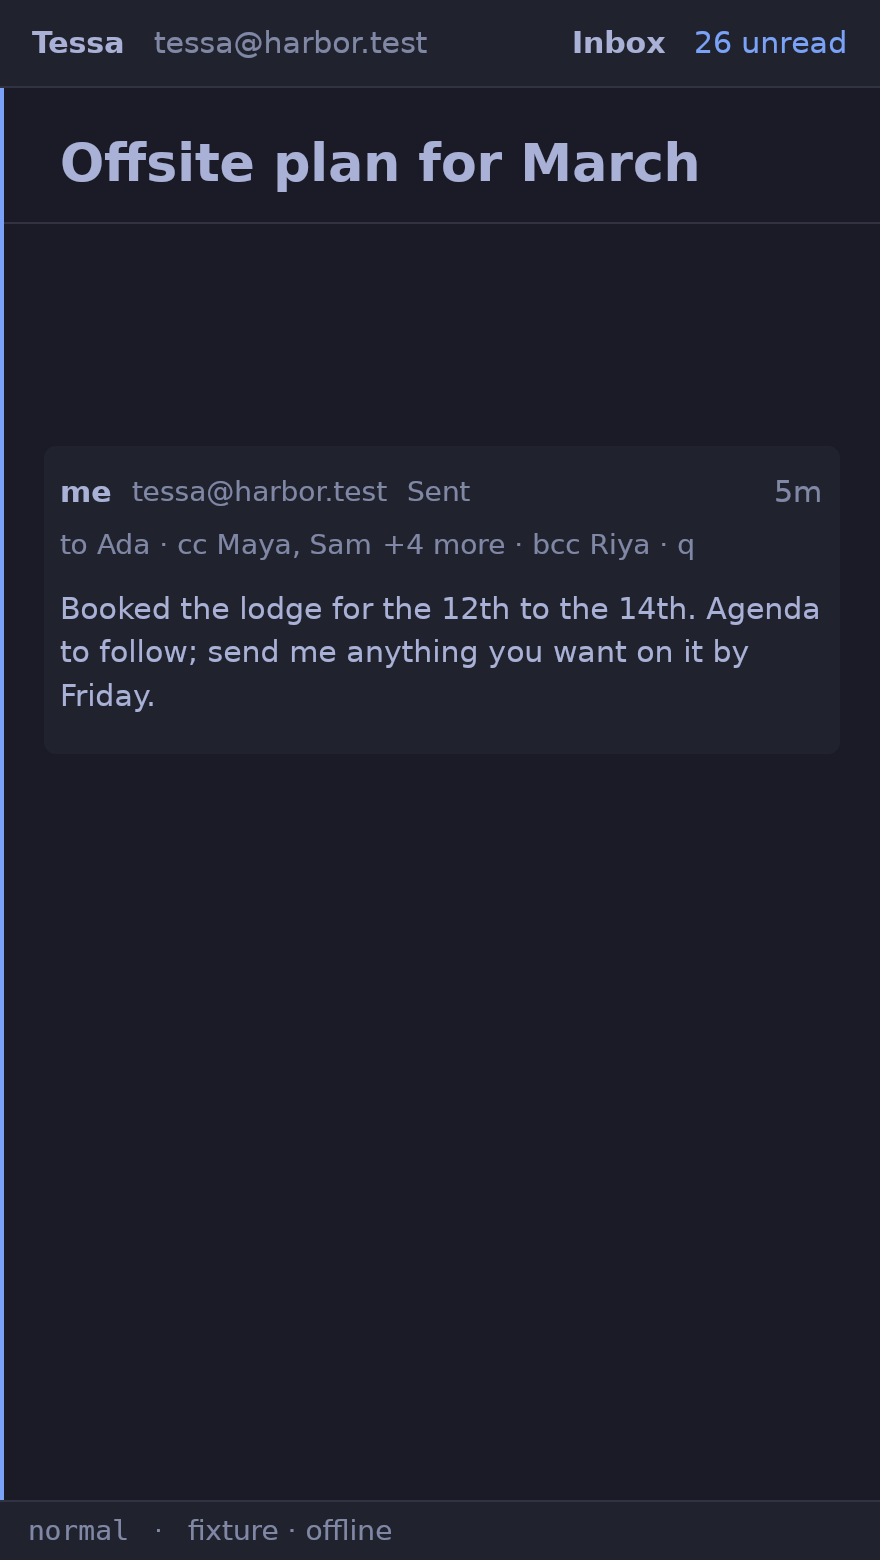 Tessa tessa@harbor.test Inbox 26 unread
Offsite plan for March
me tessa@harbor.test Sent 5m
to Ada · cc Maya, Sam +4 more · bcc Riya · q
Booked the lodge for the 12th to the 14th. Agenda
to follow; send me anything you want on it by
Friday.
normal · fixture · offline